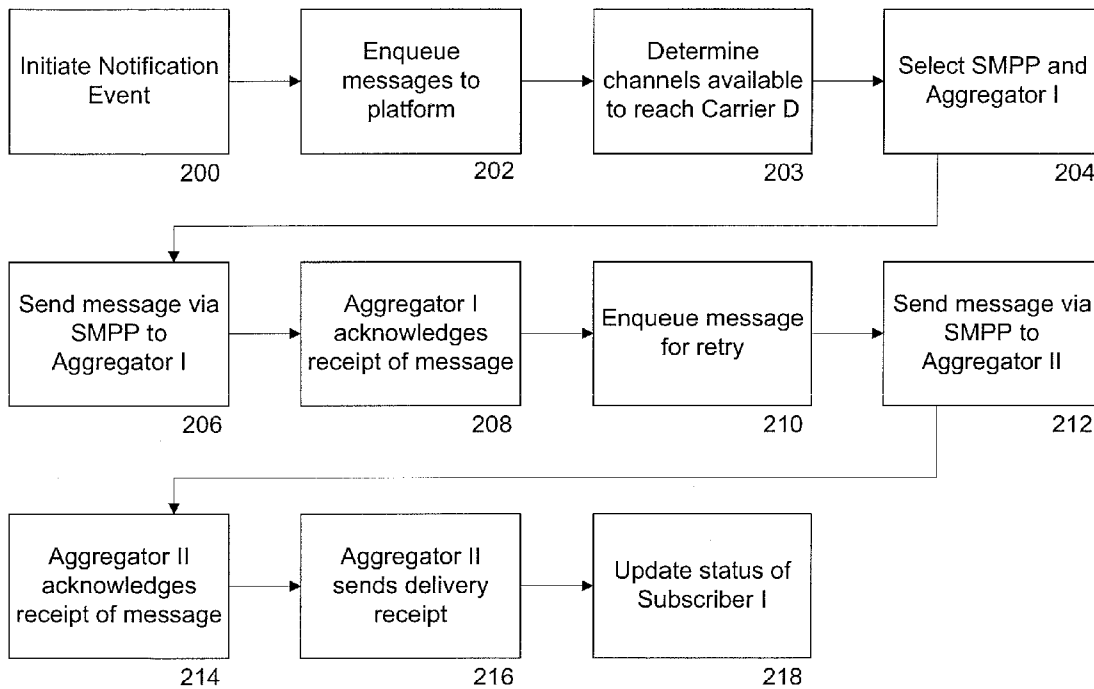 Initiate Notification
Event
200
Enqueue
messages to
platform
202
Determine
channels available
to reach Carrier D
203
Select SMPP and
Aggregator I
204
Send message via
SMPP to
Aggregator I
206
Aggregator I
acknowledges
receipt of message
208
Enqueue message
for retry
210
Send message via
SMPP to
Aggregator II
212
Aggregator II
acknowledges
receipt of message
214
Aggregator II
sends delivery
receipt
216
Update status of
Subscriber I
218